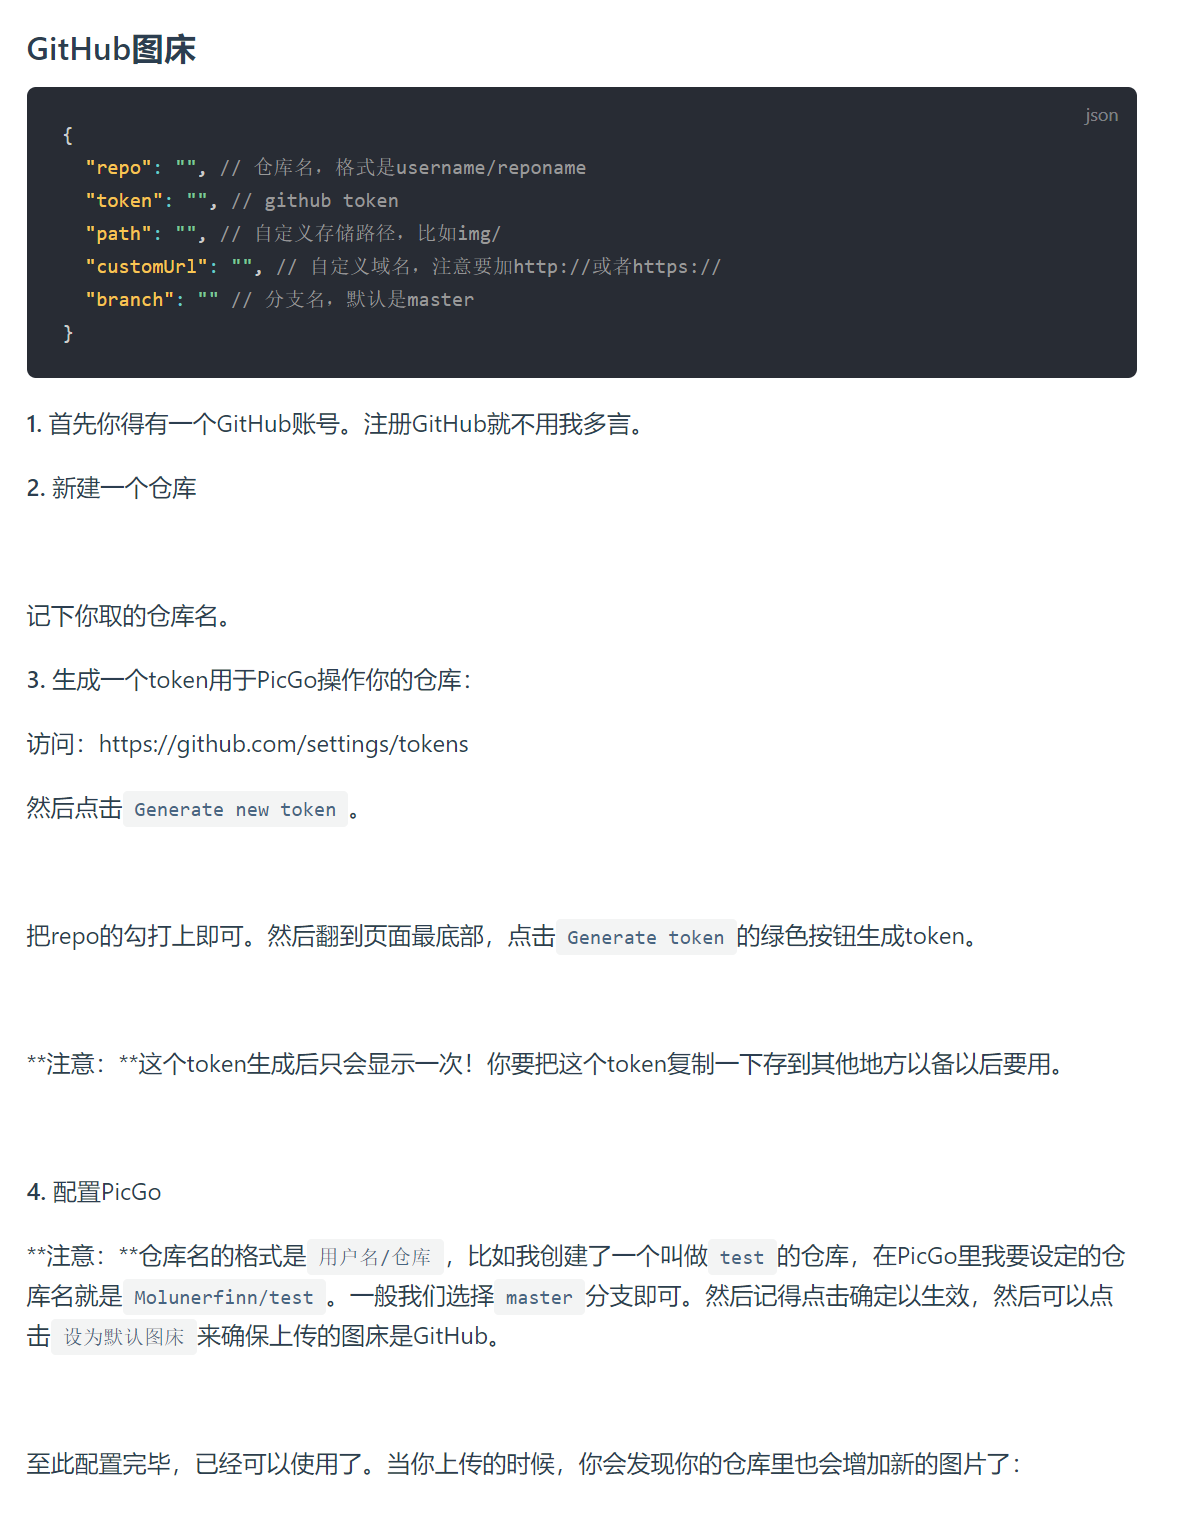 GitHub图床
json
{
  "repo": "", // 仓库名，格式是username/reponame
  "token": "", // github token
  "path": "", // 自定义存储路径，比如img/
  "customUrl": "", // 自定义域名，注意要加http://或者https://
  "branch": "" // 分支名，默认是master
}
1. 首先你得有一个GitHub账号。注册GitHub就不用我多言。
2. 新建一个仓库
记下你取的仓库名。
3. 生成一个token用于PicGo操作你的仓库：
访问：https://github.com/settings/tokens
然后点击 Generate new token 。
把repo的勾打上即可。然后翻到页面最底部，点击 Generate token 的绿色按钮生成token。
**注意：**这个token生成后只会显示一次！你要把这个token复制一下存到其他地方以备以后要用。
4. 配置PicGo
**注意：**仓库名的格式是 用户名/仓库 ，比如我创建了一个叫做 test 的仓库，在PicGo里我要设定的仓
库名就是 Molunerfinn/test 。一般我们选择 master 分支即可。然后记得点击确定以生效，然后可以点
击 设为默认图床 来确保上传的图床是GitHub。
至此配置完毕，已经可以使用了。当你上传的时候，你会发现你的仓库里也会增加新的图片了：